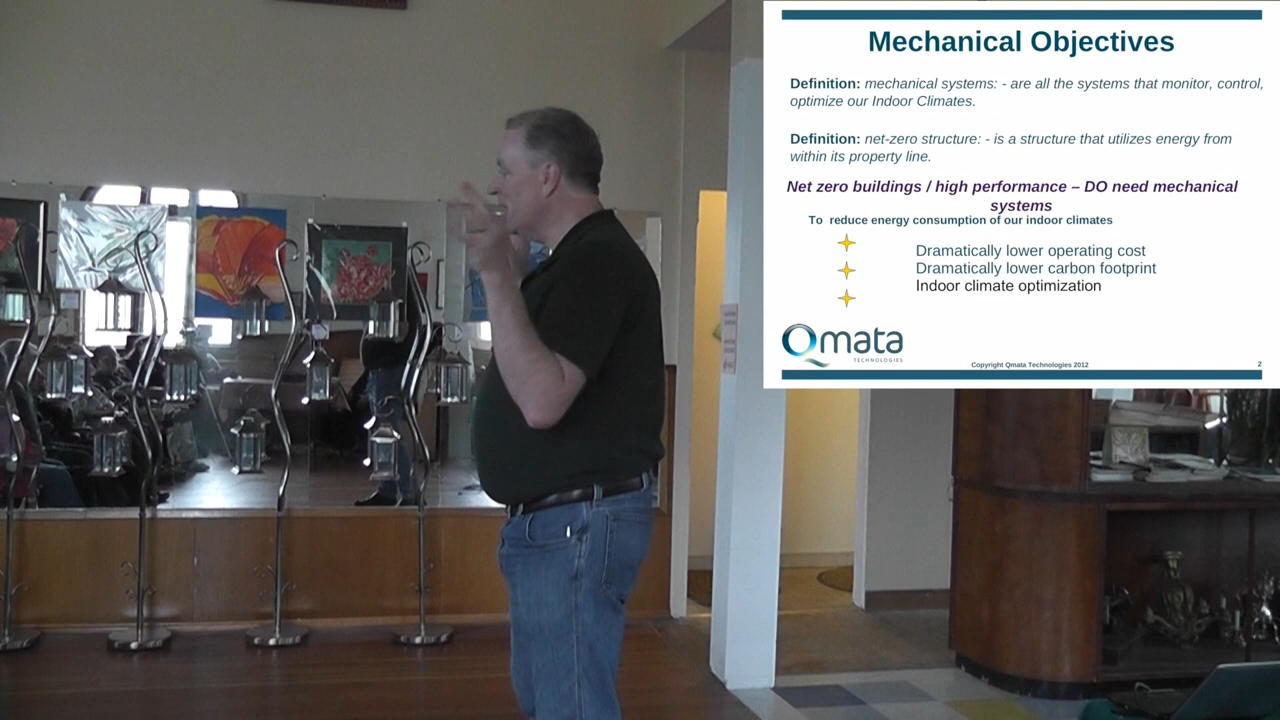 Mechanical Objectives
Definition: mechanical systems: - are all the systems that monitor, control,
optimize our Indoor Climates.
Definition: net-zero structure: - is a structure that utilizes energy from
within its property line.
Net zero buildings / high performance – DO need mechanical
systems
To reduce energy consumption of our indoor climates
Dramatically lower operating cost
Dramatically lower carbon footprint
Indoor climate optimization
Qmata
TECHNOLOGIES
Copyright Qmata Technologies 2012
2